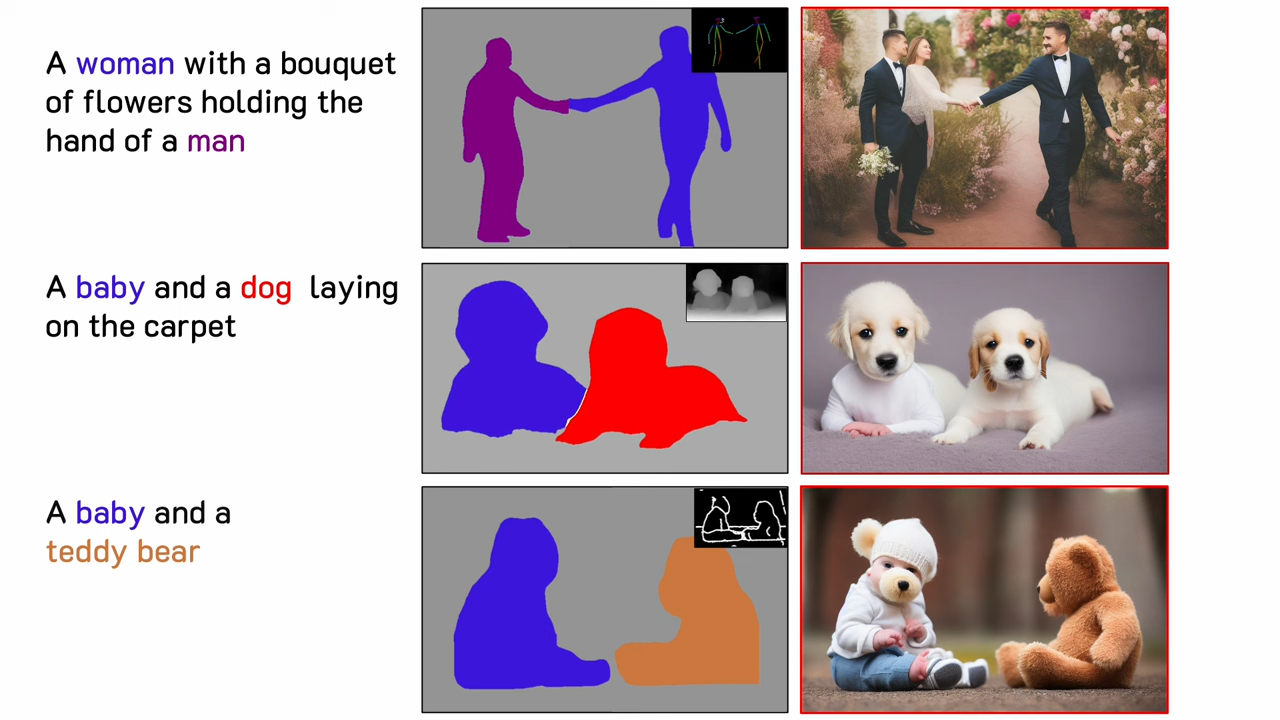 A woman with a bouquet
of flowers holding the
hand of a man
A baby and a dog laying
on the carpet
A baby and a
teddy bear